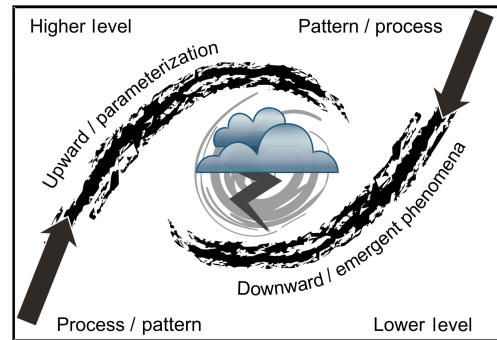 Higher level
Pattern / process
Upward / parameterization
Downward / emergent phenomena
Process / pattern
Lower level